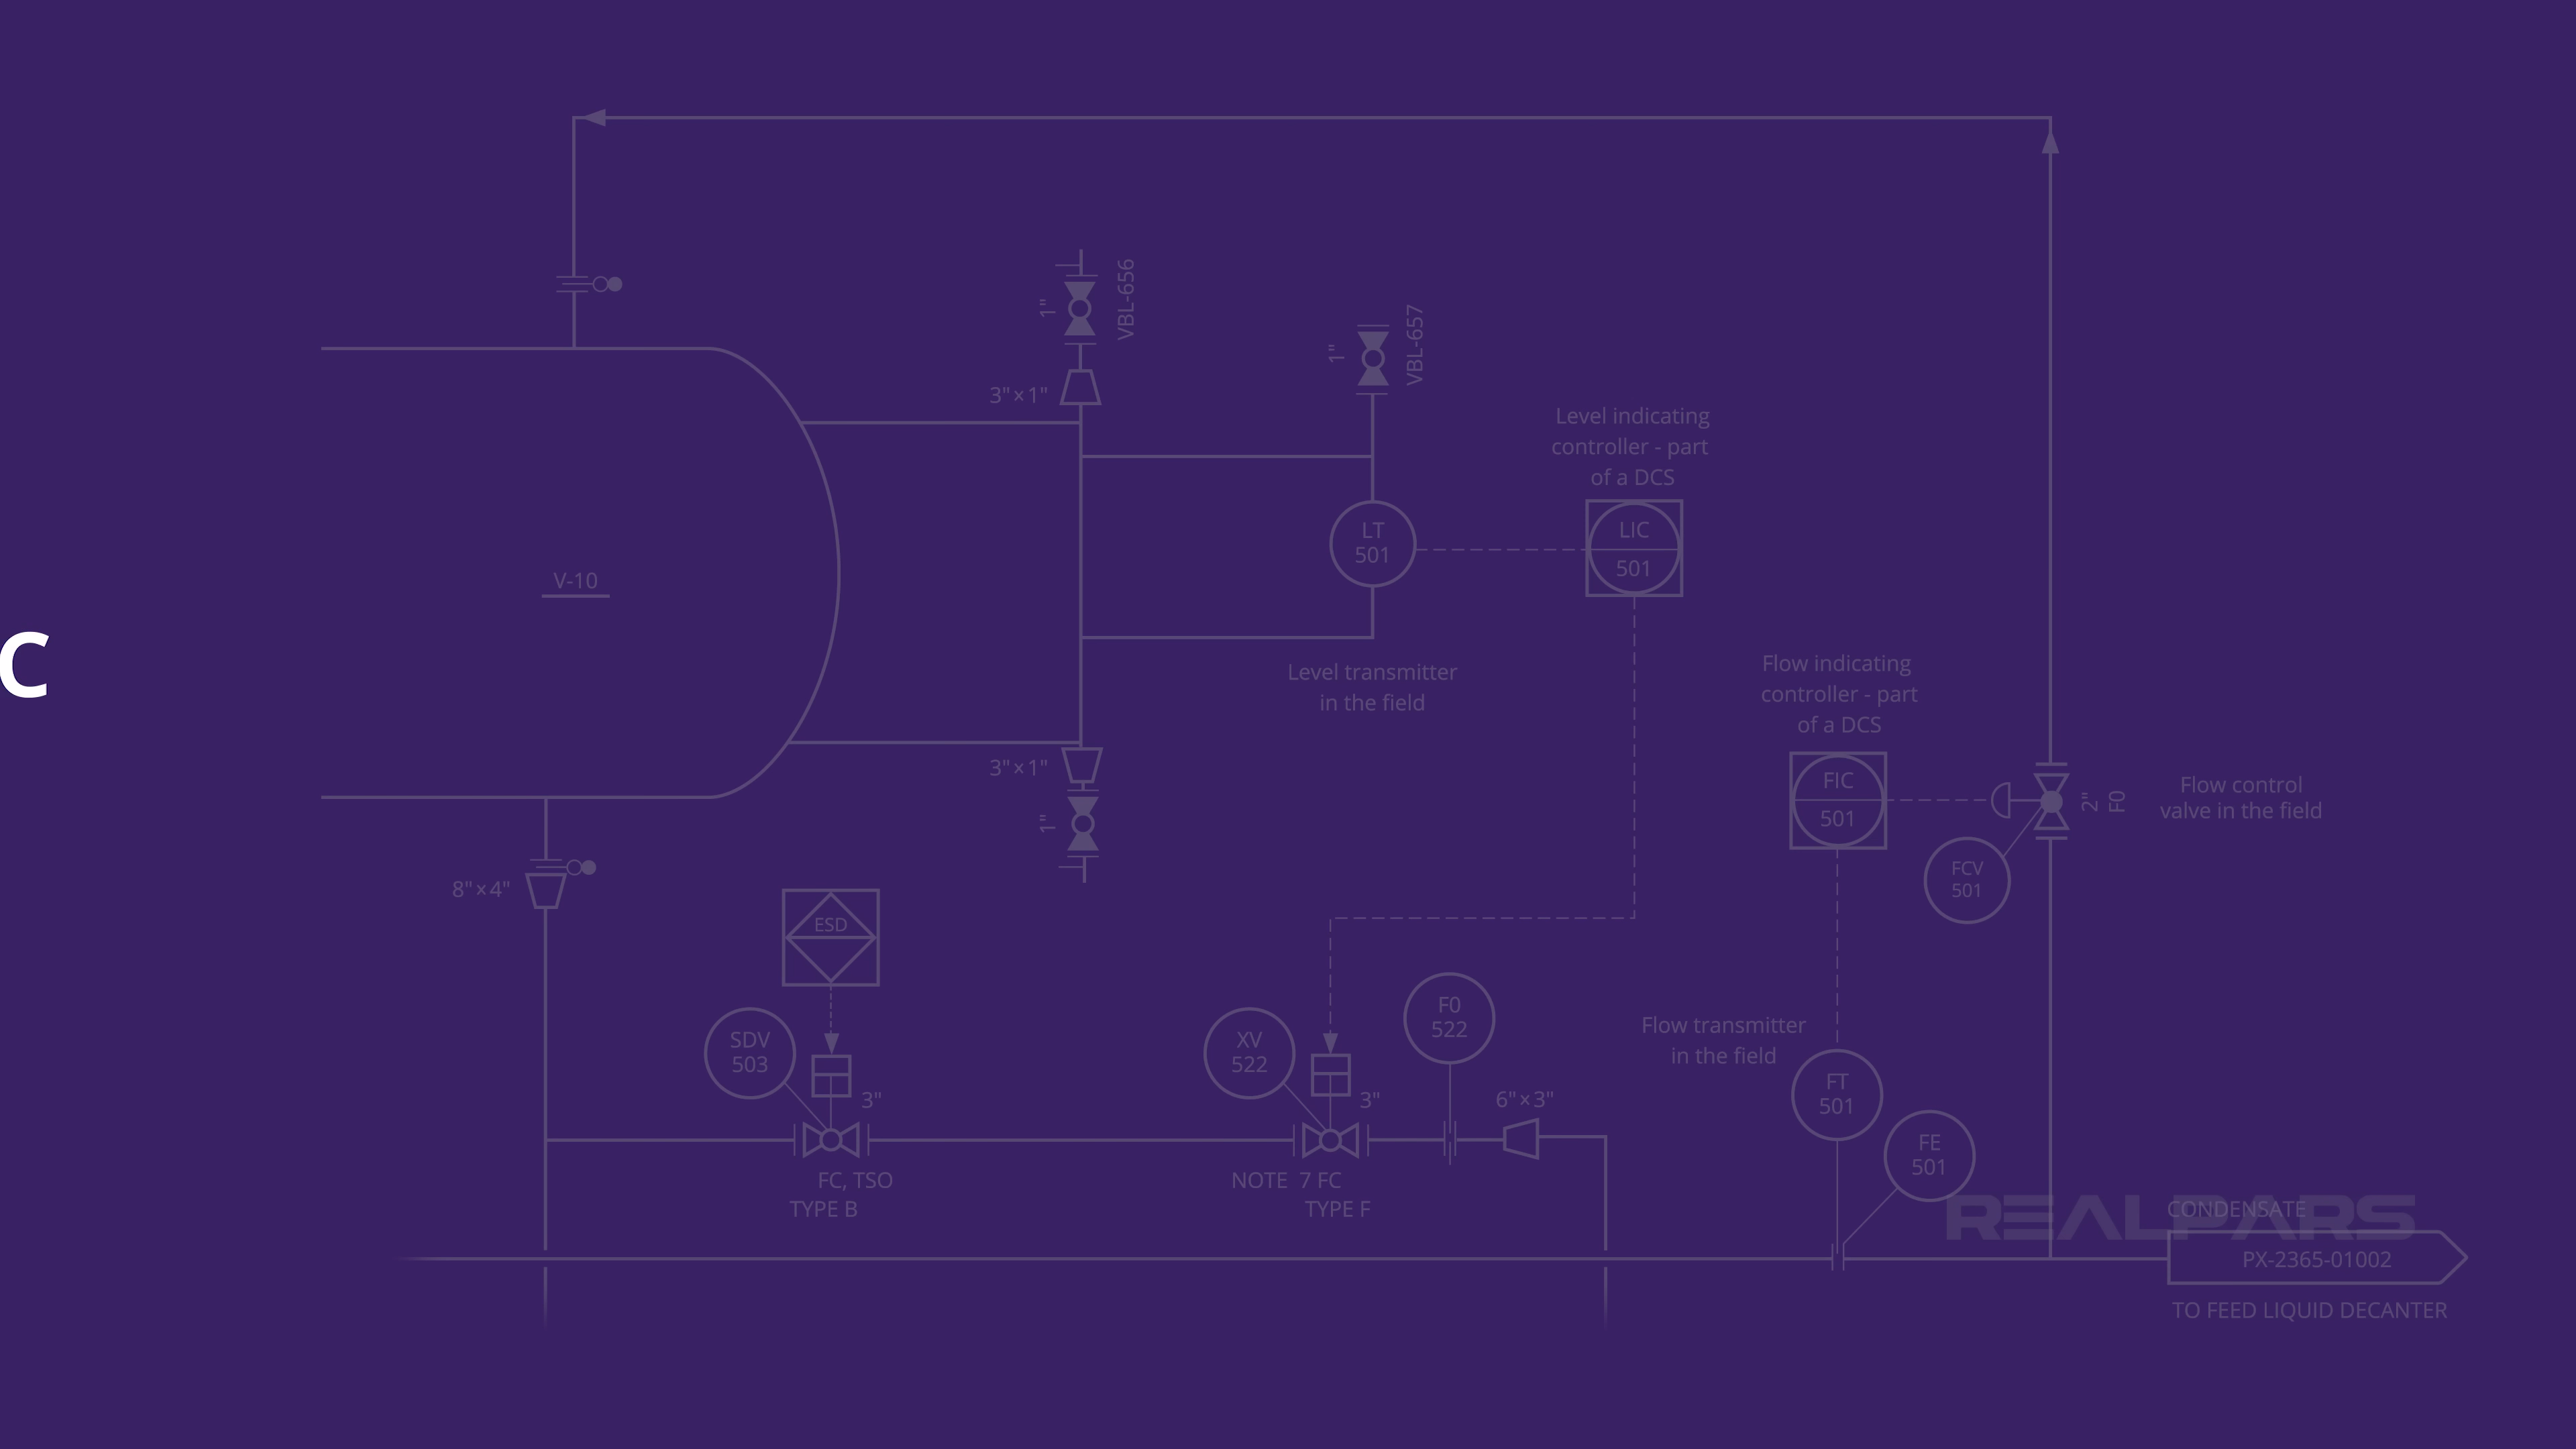 VBL-656
1"
VBL-657
1"
3"×1"
Level indicating
controller - part
of a DCS
LT
501
LIC
501
V-10
C
Level transmitter
in the field
Flow indicating
controller - part
of a DCS
3"×1"
1"
FIC
501
2"
F0
Flow control
valve in the field
FCV
501
8"×4"
ESD
SDV
503
3"
XV
522
3"
F0
522
6"×3"
Flow transmitter
in the field
FT
501
FE
501
FC, TSO
TYPE B
NOTE 7 FC
TYPE F
REALPARS
CONDENSATE
PX-2365-01002
TO FEED LIQUID DECANTER